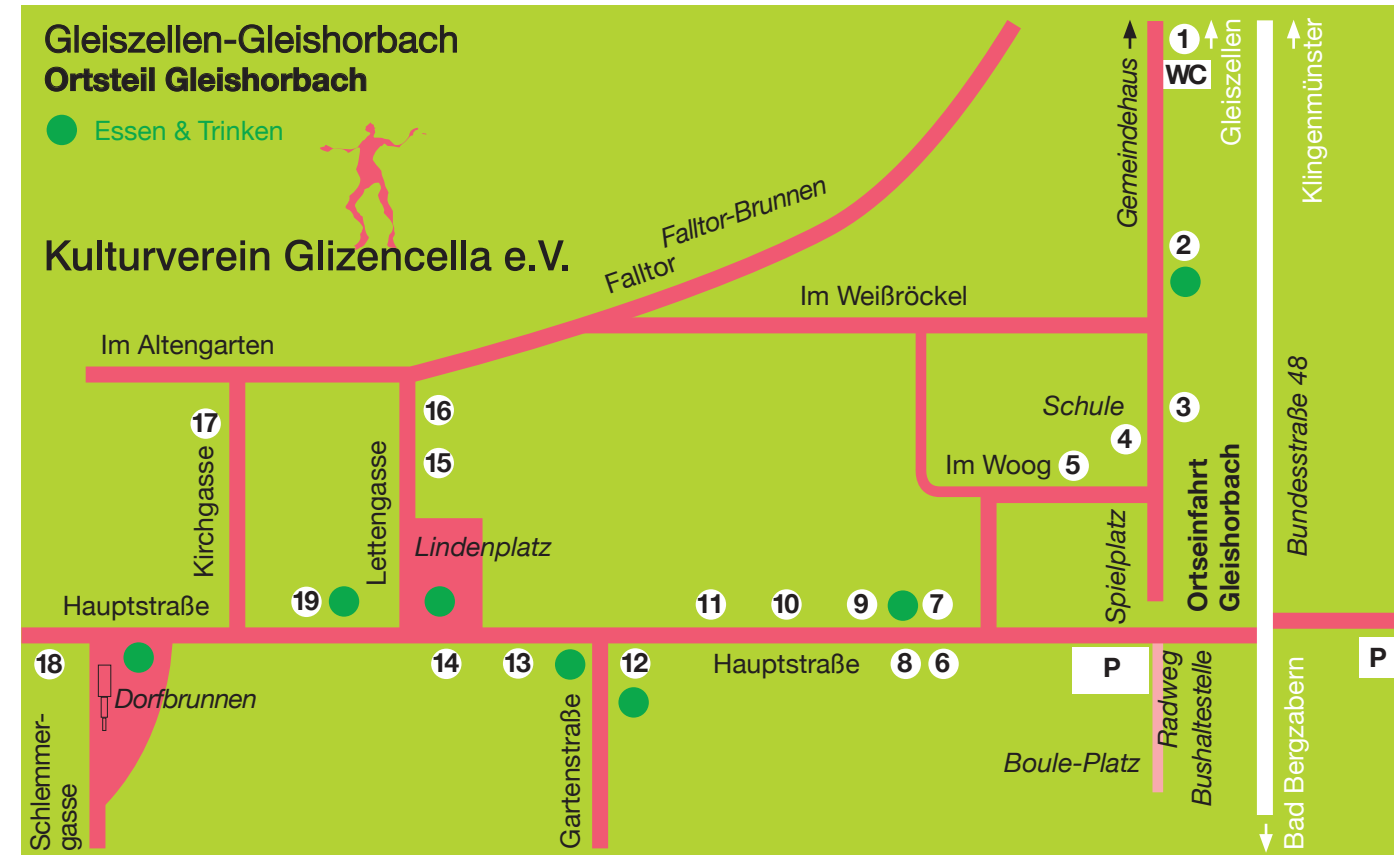 Gleiszellen-Gleishorbach
Ortsteil Gleishorbach
Essen & Trinken
Kulturverein Glizencella e.V.
Gemeindehaus
1
WC
Gleiszellen
Klingenmünster
Falltor-Brunnen
Falltor
2
Im Weißröckel
Im Altengarten
Bundesstraße 48
17
Kirchgasse
16
15
Lettengasse
Schule
3
4
Im Woog
5
Ortseinfahrt
Gleishorbach
Spielplatz
Lindenplatz
Hauptstraße
19
11
10
9
7
18
14
13
12
Hauptstraße
8
6
P
P
Dorfbrunnen
Schlemmer-
gasse
Gartenstraße
Boule-Platz
Radweg
Bushaltestelle
Bad Bergzabern